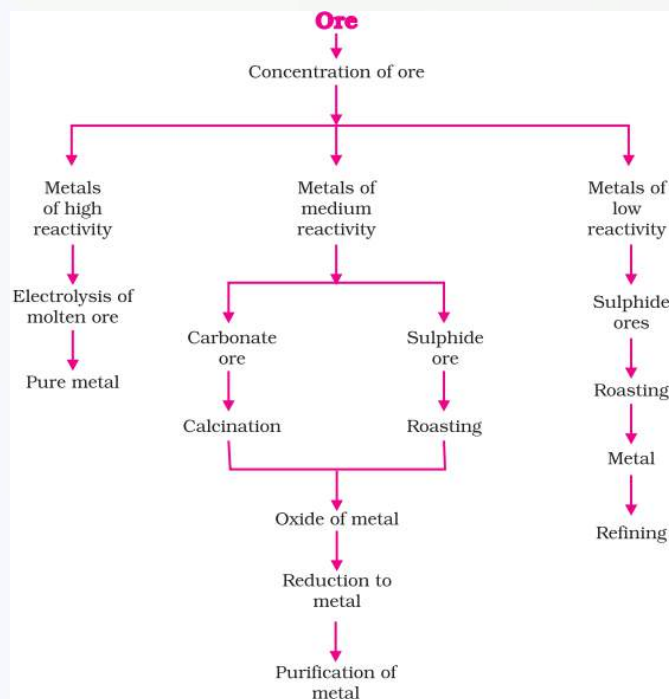 Ore
Concentration of ore
Metals
of high
reactivity
Electrolysis of
molten ore
Pure metal
Metals of
medium
reactivity
Carbonate
ore
Calcination
Sulphide
ore
Roasting
Oxide of metal
Reduction to
metal
Purification of
metal
Metals of
low
reactivity
Sulphide
ores
Roasting
Metal
Refining